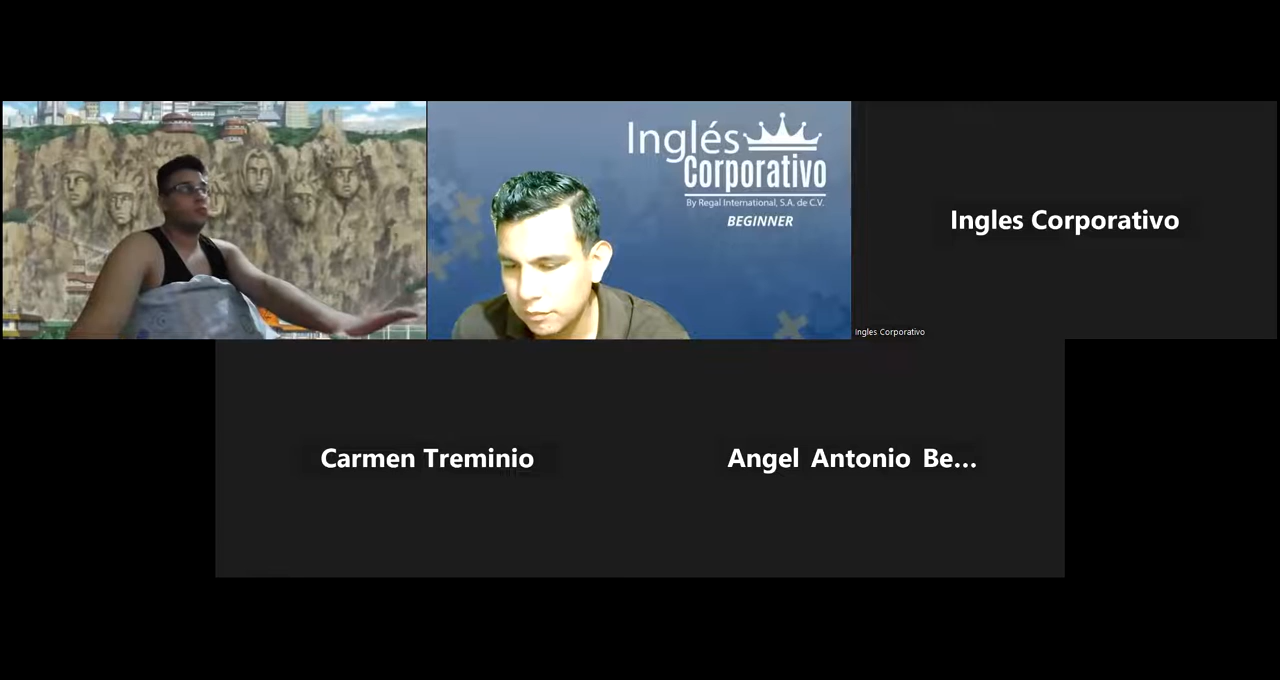 Inglés
Corporativo
By Regal International, S.A. de C.V.
BEGINNER
Ingles Corporativo
Ingles Corporativo
Carmen Treminio
Angel Antonio Be...